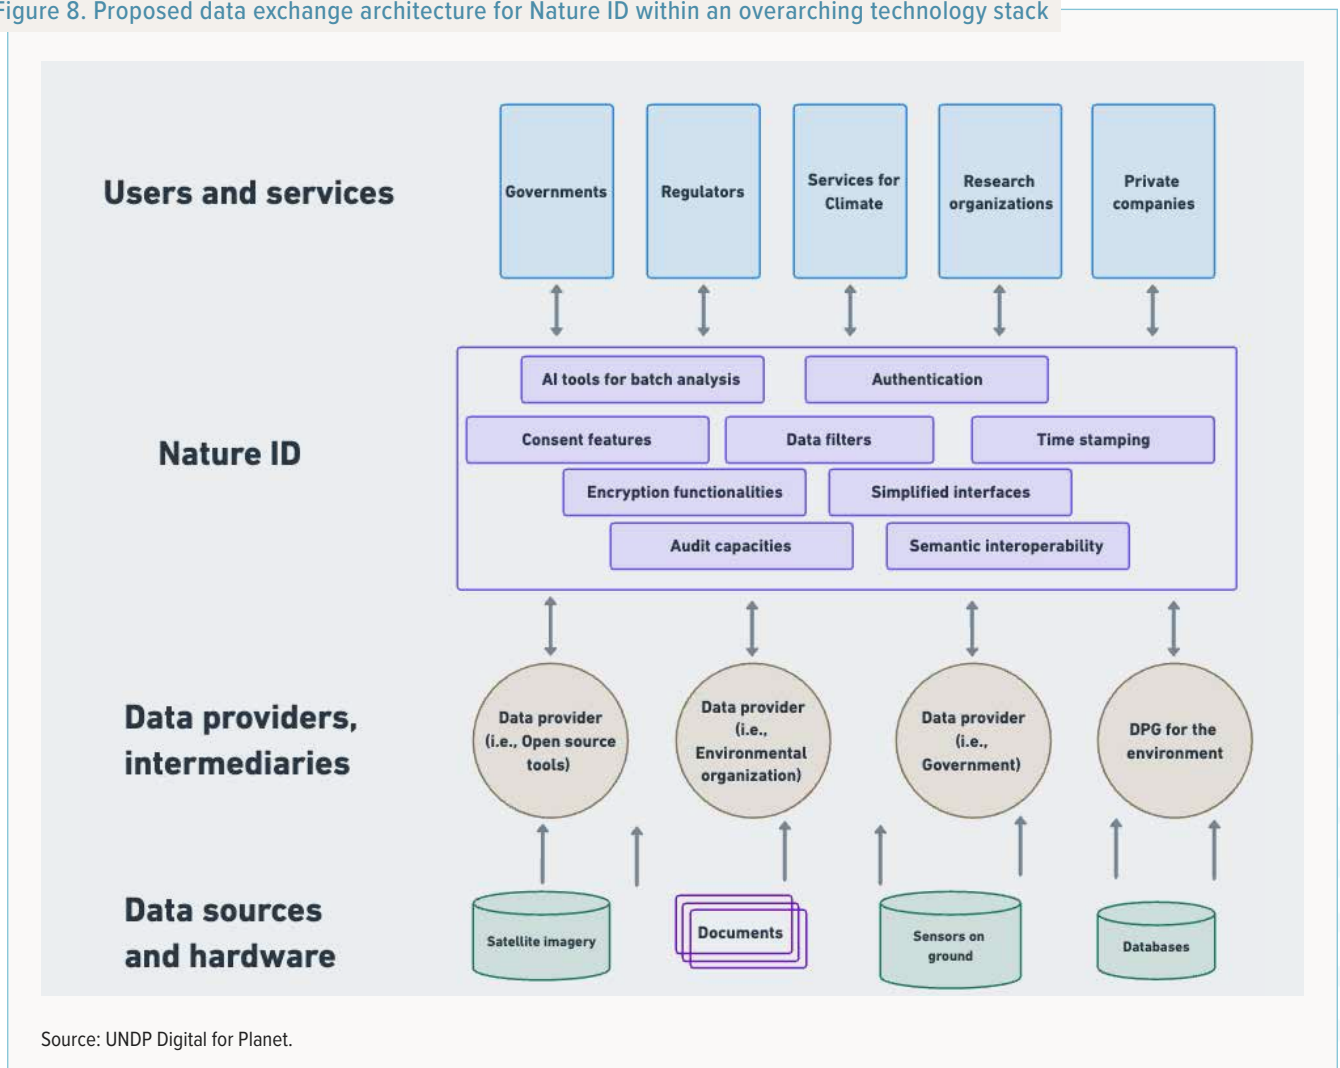 Figure 8. Proposed data exchange architecture for Nature ID within an overarching technology stack
Users and services
Governments
Regulators
Services for
Climate
Research
organizations
Private
companies
Nature ID
AI tools for batch analysis
Authentication
Consent features
Data filters
Time stamping
Encryption functionalities
Simplified interfaces
Audit capacities
Semantic interoperability
Data providers,
intermediaries
Data provider
(i.e., Open source
tools)
Data provider
(i.e.,
Environmental
organization)
Data provider
(i.e.,
Government)
DPG for the
environment
Data sources
and hardware
Satellite imagery
Documents
Sensors on
ground
Databases
Source: UNDP Digital for Planet.